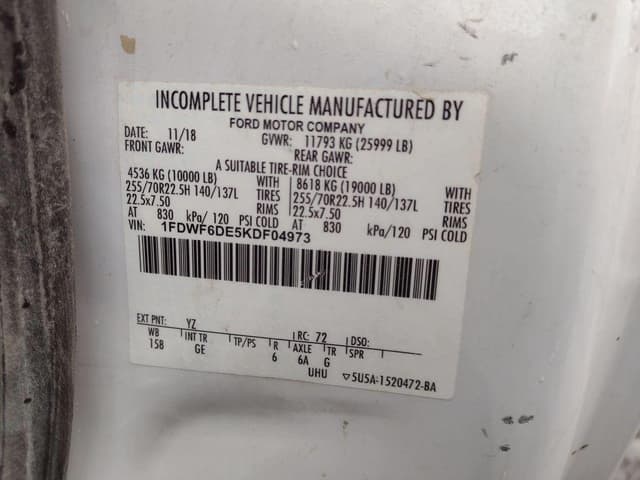 INCOMPLETE VEHICLE MANUFACTURED BY
FORD MOTOR COMPANY
DATE: 11/18 GVWR: 11793 KG (25999 LB)
FRONT GAWR: REAR GAWR:
A SUITABLE TIRE-RIM CHOICE
4536 KG (10000 LB) WITH 8618 KG (19000 LB) WITH
255/70R22.5H 140/137L TIRES 255/70R22.5H 140/137L TIRES
22.5x7.50 RIMS 22.5x7.50 RIMS
AT 830 kPa/120 PSI COLD AT 830 kPa/120 PSI COLD
VIN: 1FDWF6DE5KDF04973
EXT PNT: YZ RC: 72 DSO:
WB INT TR TP/PS R AXLE TR SPR
158 GE 6 6A G
UHU ▽5U5A-1520472-BA